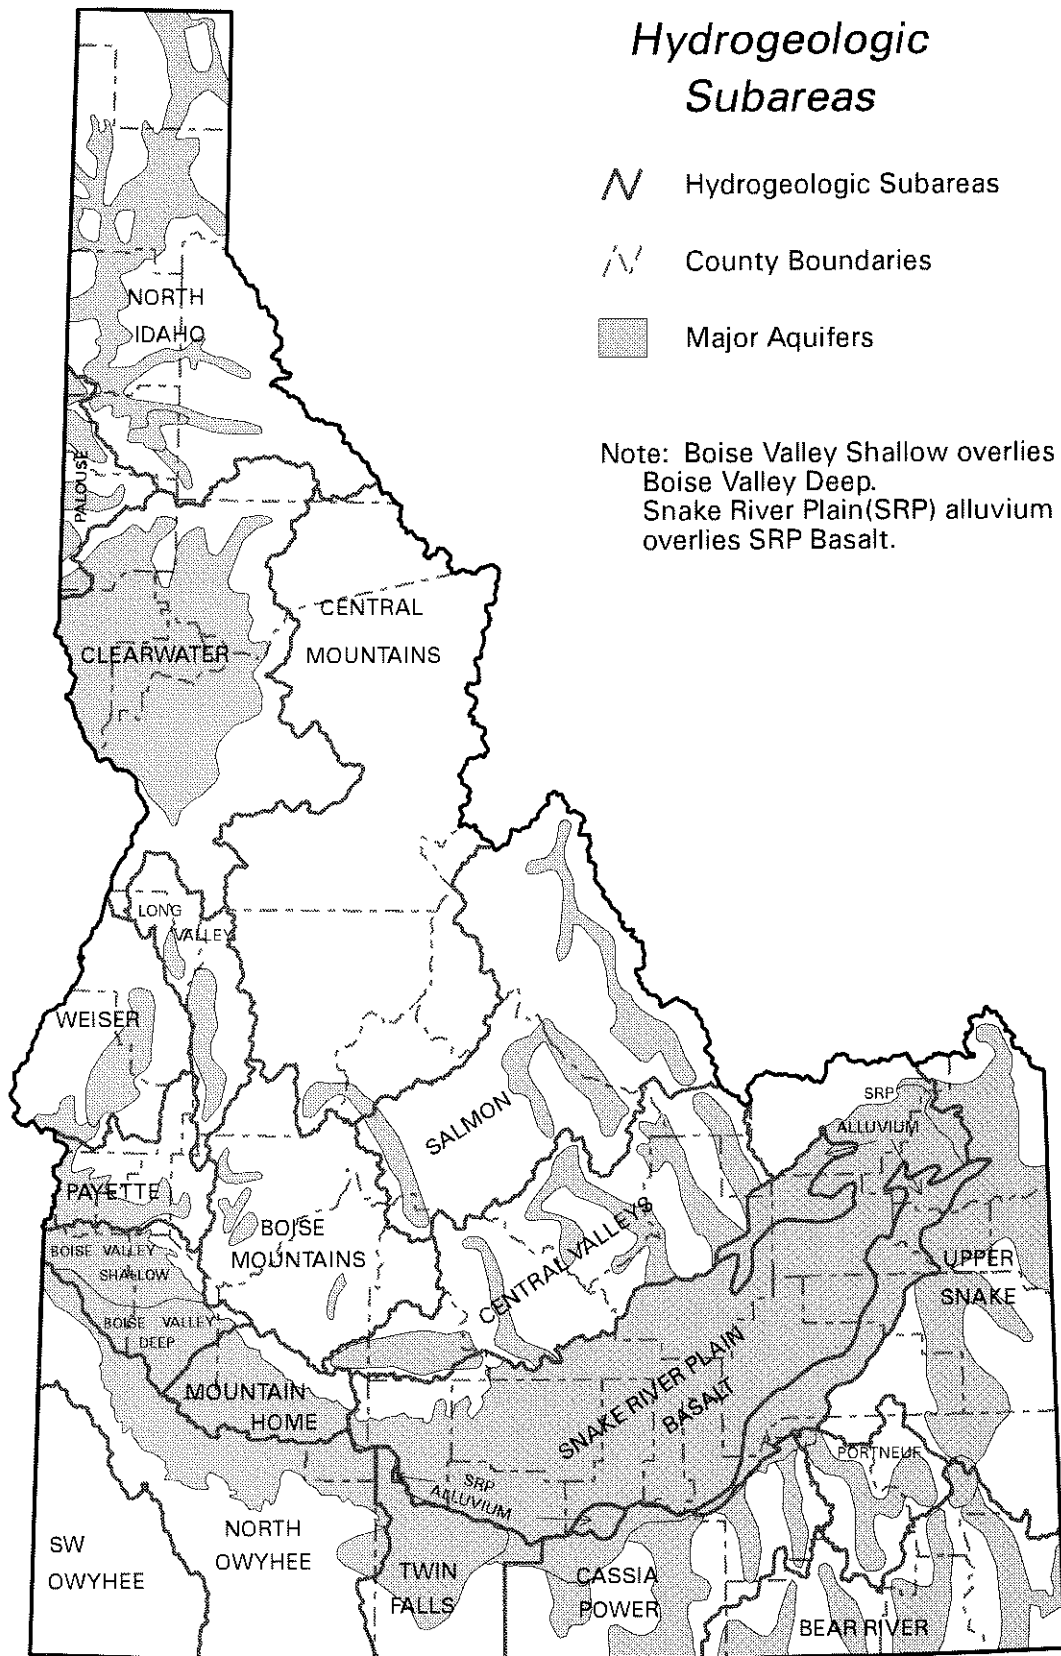 Hydrogeologic
Subareas
Hydrogeologic Subareas
County Boundaries
Major Aquifers
Note: Boise Valley Shallow overlies
Boise Valley Deep.
Snake River Plain(SRP) alluvium
overlies SRP Basalt.
NORTH
IDAHO
PALOUSE
CENTRAL
MOUNTAINS
CLEARWATER
LONG
VALLEY
WEISER
SALMON
SRP
ALLUVIUM
PAYETTE
BOISE
MOUNTAINS
CENTRAL VALLEYS
BOISE VALLEY
SHALLOW
UPPER
SNAKE
BOISE VALLEY
DEEP
MOUNTAIN
HOME
SNAKE RIVER PLAIN
BASALT
PORTNEUF
SRP
ALLUVIUM
NORTH
OWYHEE
SW
OWYHEE
TWIN
FALLS
CASSIA
POWER
BEAR RIVER